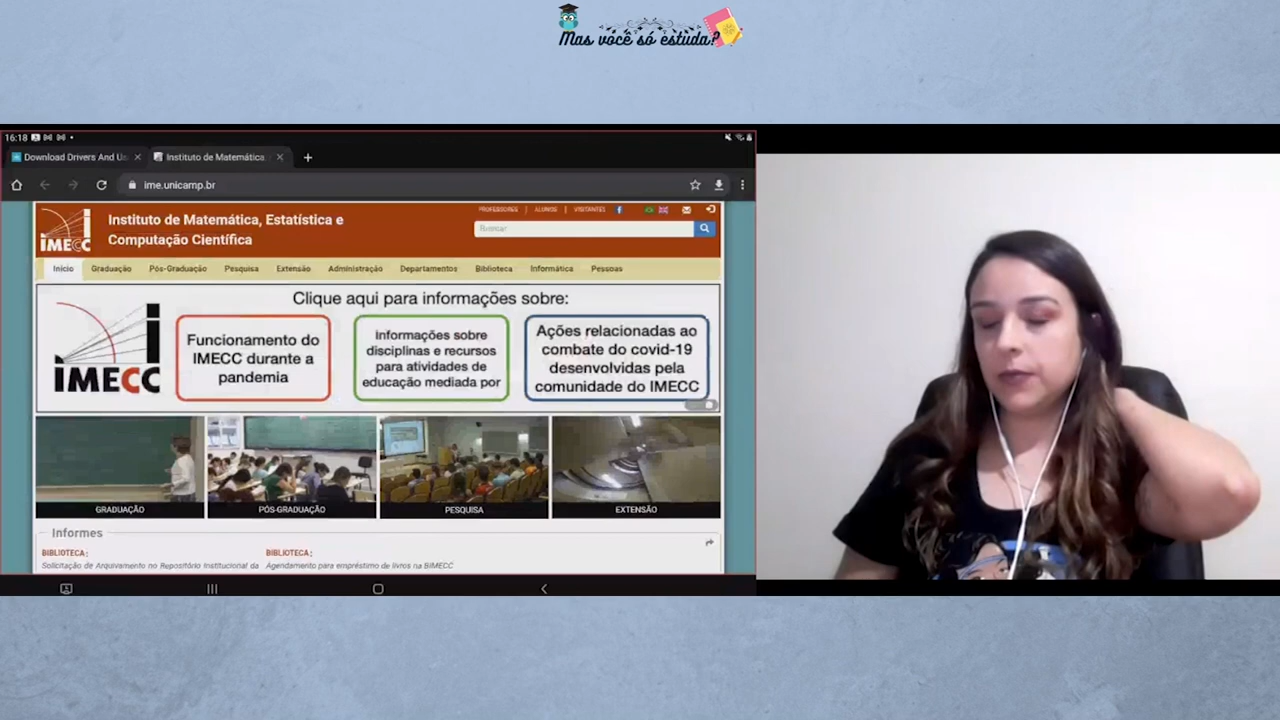 Mas você só estuda?
16:18
Download Drivers And Us
Instituto de Matemática
ime.unicamp.br
PROFESSORES | ALUNOS | VISITANTES
IMECC
Instituto de Matemática, Estatística e
Computação Científica
Buscar
Início Graduação Pós-Graduação Pesquisa Extensão Administração Departamentos Biblioteca Informática Pessoas
Clique aqui para informações sobre:
IMECC
Funcionamento do
IMECC durante a
pandemia
Informações sobre
disciplinas e recursos
para atividades de
educação mediada por
Ações relacionadas ao
combate do covid-19
desenvolvidas pela
comunidade do IMECC
GRADUAÇÃO
PÓS-GRADUAÇÃO
PESQUISA
EXTENSÃO
Informes
BIBLIOTECA:
Solicitação de Arquivamento no Repositório Institucional da
BIBLIOTECA:
Agendamento para empréstimo de livros na BIMECC